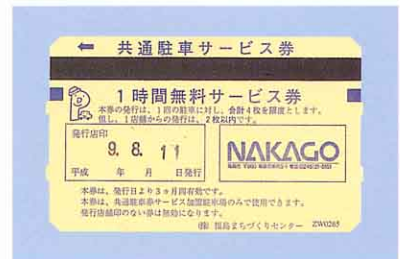 ← 共通駐車サービス券
1時間無料サービス券
本券の発行は、1回の駐車に対し、合計4枚を限度とします。
但し、1店舗からの発行は、2枚以内です。
発行店印
9. 8. 11
平成 年 月 日発行
NAKAGO
本券は、発行日より3ヵ月間有効です。
本券は、共通駐車券サービス加盟駐車場のみで使用できます。
発行店舗印のない券は無効になります。
㈱ 福島まちづくりセンター ZW0265